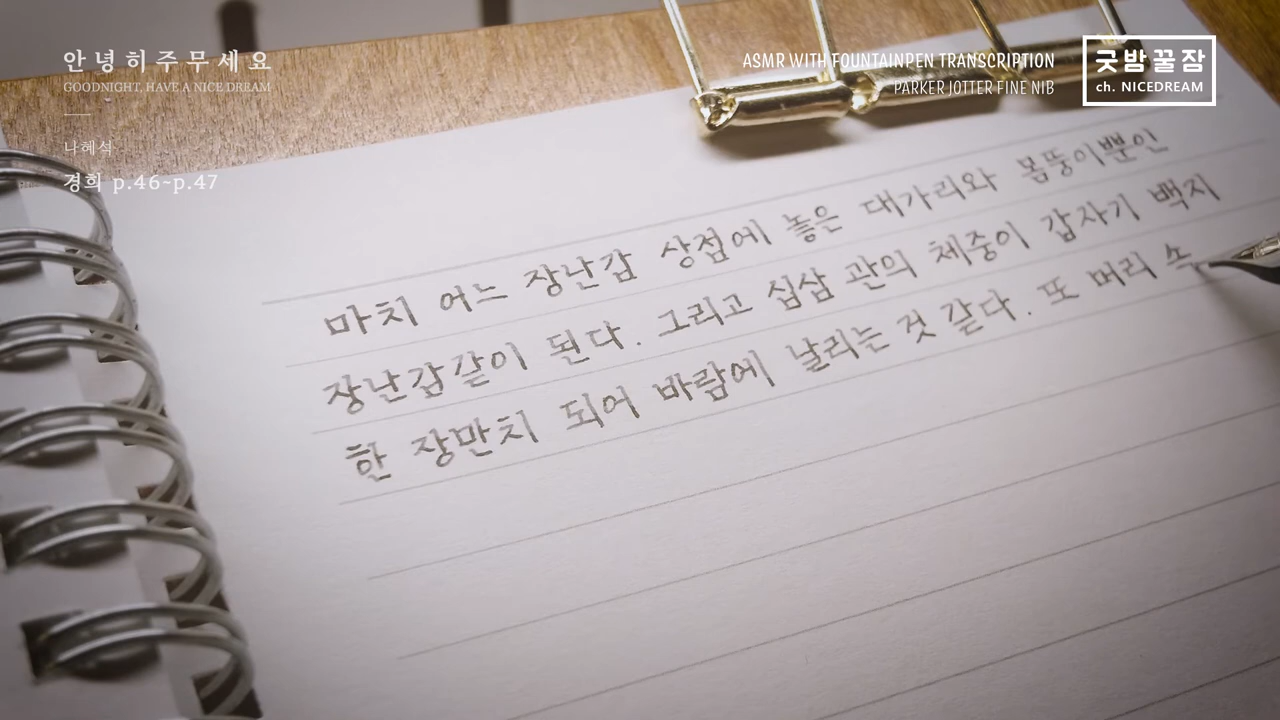 안녕히주무세요
GOODNIGHT, HAVE A NICE DREAM
나혜석
경희 p.46~p.47
ASMR WITH FOUNTAINPEN TRANSCRIPTION
PARKER JOTTER FINE NIB
굿밤꿀잠
ch. NICEDREAM
마치 어느 장난감 상점에 놓은 대가리와 몸뚱이뿐인
장난감같이 된다. 그리고 십삼 관의 체중이 갑자기 백지
한 장만치 되어 바람에 날리는 것 같다. 또 머리 소